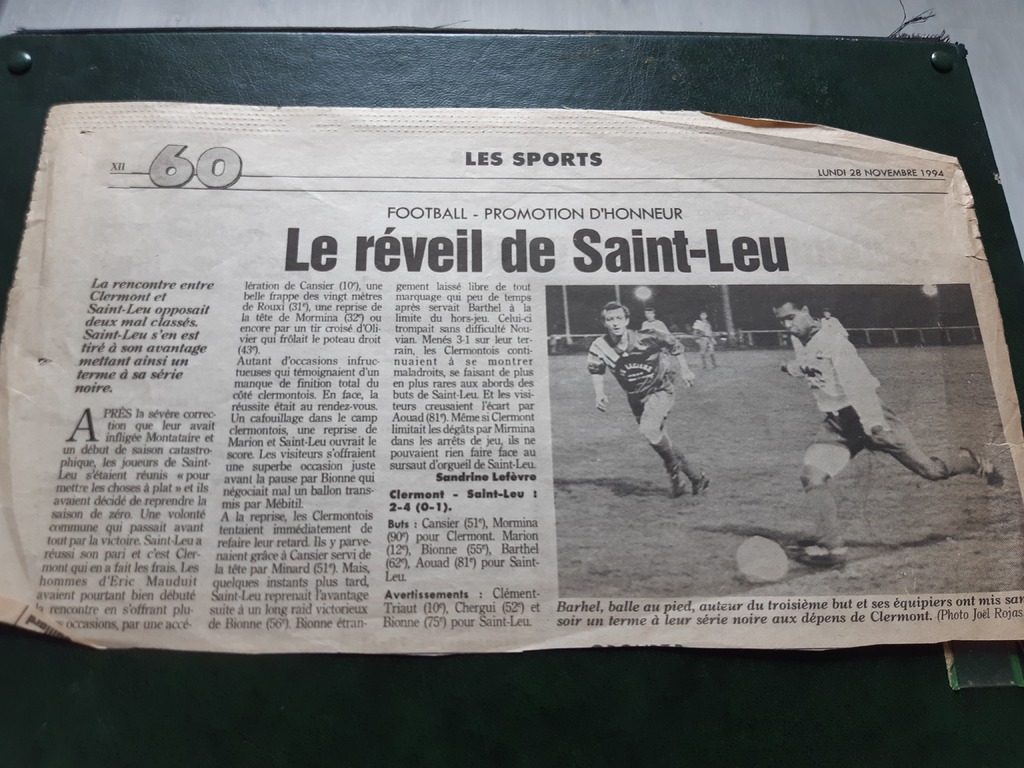 XII 60
LES SPORTS
LUNDI 28 NOVEMBRE 1994
FOOTBALL - PROMOTION D'HONNEUR
Le réveil de Saint-Leu
La rencontre entre
Clermont et
Saint-Leu opposait
deux mal classés.
Saint-Leu s'en est
tiré à son avantage
mettant ainsi un
terme à sa série
noire.
APRÈS la sévère correc-
tion que leur avait
infligée Montataire et
un début de saison catastro-
phique, les joueurs de Saint-
Leu s'étaient réunis « pour
mettre les choses à plat » et ils
avaient décidé de reprendre la
saison de zéro. Une volonté
commune qui passait avant
tout par la victoire. Saint-Leu a
réussi son pari et c'est Cler-
mont qui en a fait les frais. Les
hommes d'Eric Mauduit
avaient pourtant bien débuté
la rencontre en s'offrant plu-
occasions, par une accé-
lération de Cansier (10e), une
belle frappe des vingt mètres
de Rouxi (31e), une reprise de
la tête de Mormina (32e) ou
encore par un tir croisé d'Oli-
vier qui frôlait le poteau droit
(43e).
Autant d'occasions infruc-
tueuses qui témoignaient d'un
manque de finition total du
côté clermontois. En face, la
réussite était au rendez-vous.
Un cafouillage dans le camp
clermontois, une reprise de
Marion et Saint-Leu ouvrait le
score. Les visiteurs s'offraient
une superbe occasion juste
avant la pause par Bionne qui
négociait mal un ballon trans-
mis par Mébitil.
A la reprise, les Clermontois
tentaient immédiatement de
refaire leur retard. Ils y parve-
naient grâce à Cansier servi de
la tête par Minard (51e). Mais,
quelques instants plus tard,
Saint-Leu reprenait l'avantage
suite à un long raid victorieux
de Bionne (56e). Bionne étran-
gement laissé libre de tout
marquage qui peu de temps
après servait Barthel à la
limite du hors-jeu. Celui-ci
trompait sans difficulté Nou-
vian. Menés 3-1 sur leur ter-
rain, les Clermontois conti-
nuaient à se montrer
maladroits, se faisant de plus
en plus rares aux abords des
buts de Saint-Leu. Et les visi-
teurs creusaient l'écart par
Aouad (81e). Même si Clermont
limitait les dégâts par Mirmina
dans les arrêts de jeu, ils ne
pouvaient rien faire face au
sursaut d'orgueil de Saint-Leu.
Sandrine Lefèvre
Clermont - Saint-Leu :
2-4 (0-1).
Buts : Cansier (51e), Mormina
(90e) pour Clermont. Marion
(12e), Bionne (55e), Barthel
(62e), Aouad (81e) pour Saint-
Leu.
Avertissements : Clément-
Triaut (10e), Chergui (52e) et
Bionne (75e) pour Saint-Leu.
Barhel, balle au pied, auteur du troisième but et ses équipiers ont mis sam
soir un terme à leur série noire aux dépens de Clermont. (Photo Joël Rojas